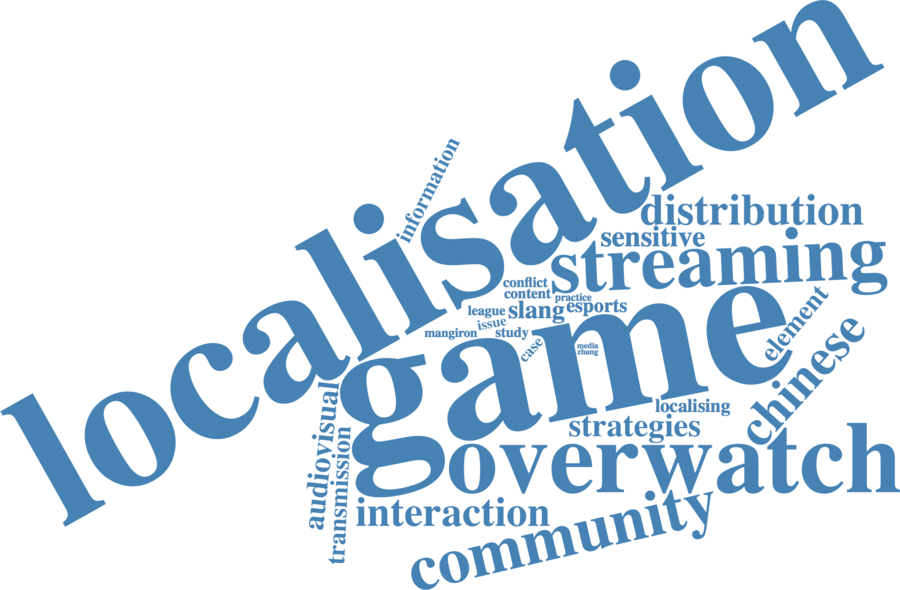 localisation
information
distribution
sensitive
streaming
conflict
content
practice
league
slang
esports
issue
mangiron
study
game
case
media
zhang
element
chinese
localising
strategies
audiovisual
transmission
overwatch
interaction
community